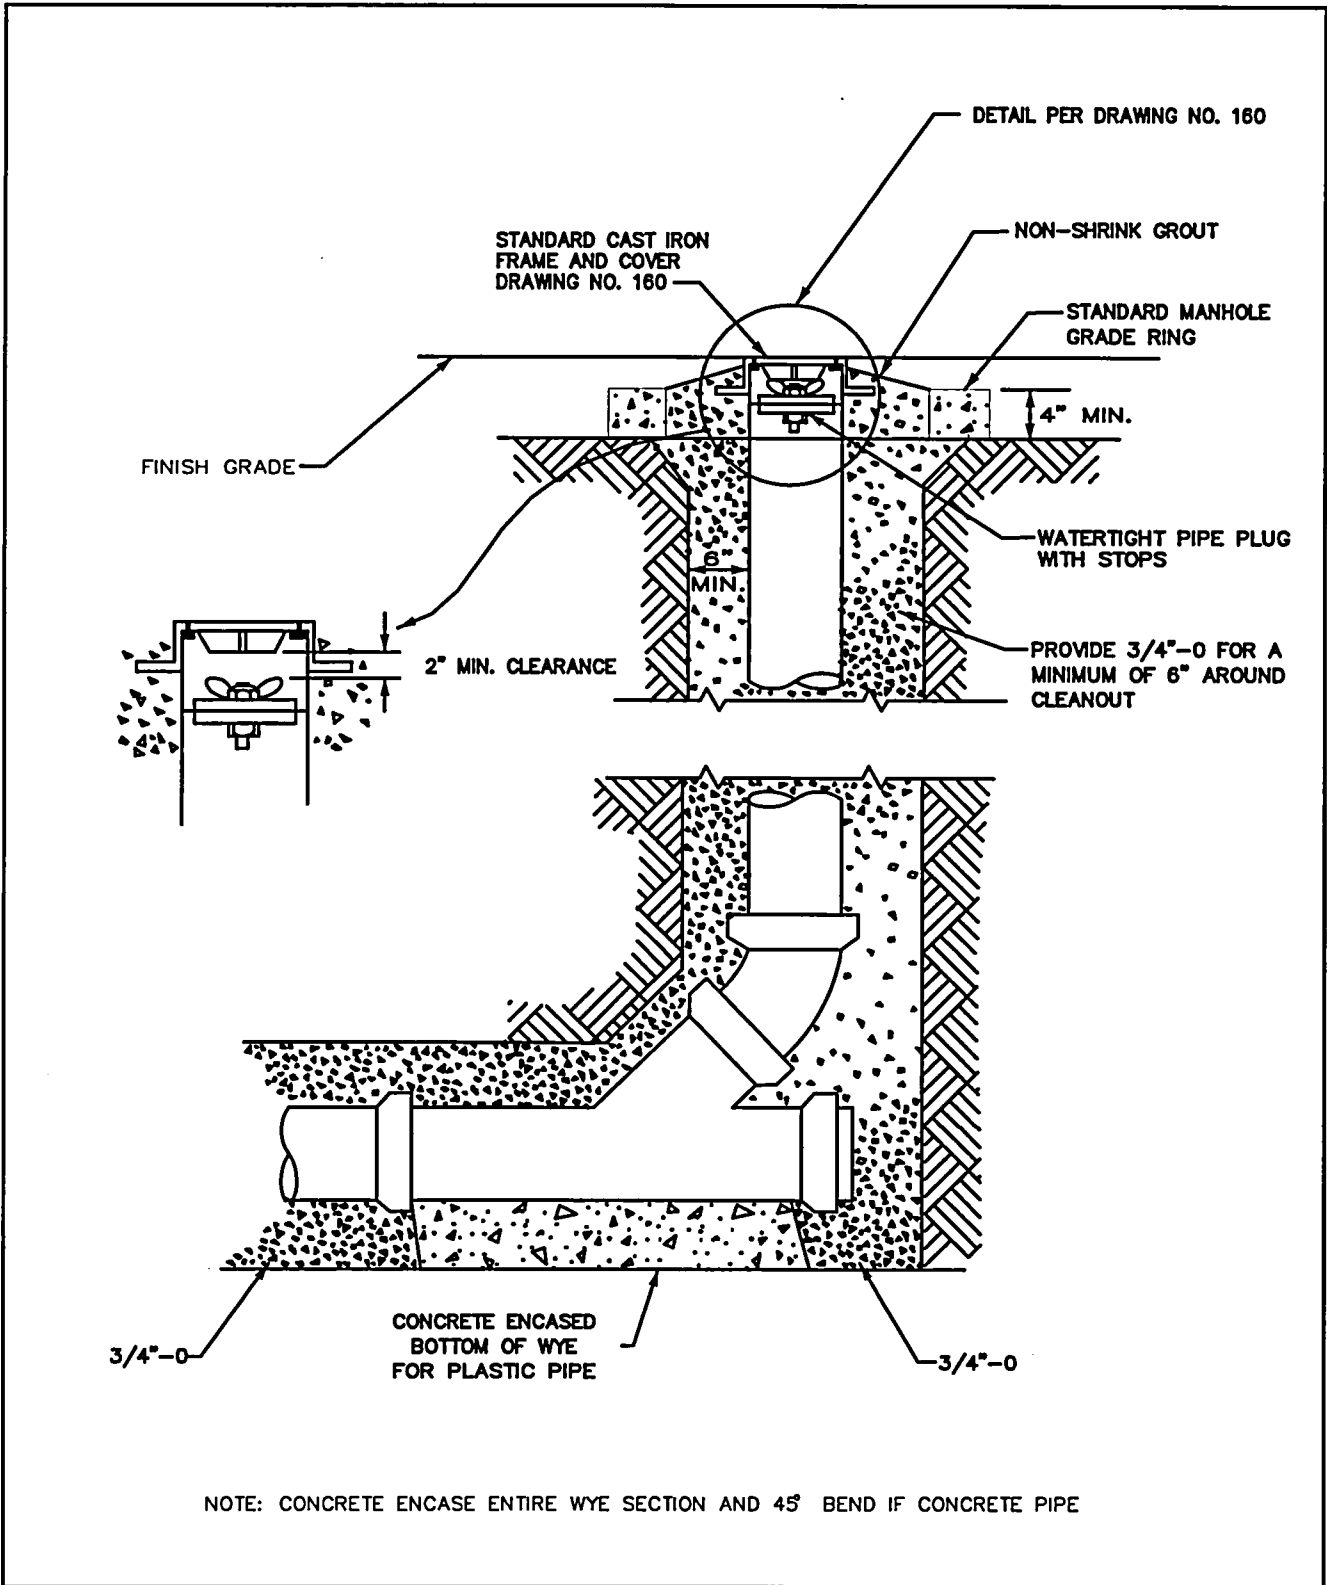 DETAIL PER DRAWING NO. 160
STANDARD CAST IRON
FRAME AND COVER
DRAWING NO. 160
NON-SHRINK GROUT
STANDARD MANHOLE
GRADE RING
4" MIN.
FINISH GRADE
WATERTIGHT PIPE PLUG
WITH STOPS
6"
MIN.
2" MIN. CLEARANCE
PROVIDE 3/4"-0 FOR A
MINIMUM OF 6" AROUND
CLEANOUT
CONCRETE ENCASED
BOTTOM OF WYE
FOR PLASTIC PIPE
3/4"-0
3/4"-0
NOTE: CONCRETE ENCASE ENTIRE WYE SECTION AND 45° BEND IF CONCRETE PIPE